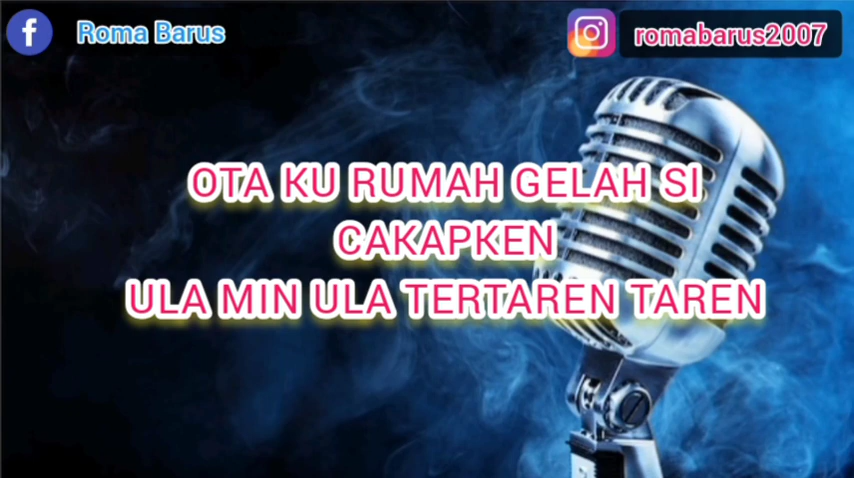 Roma Barus
romabarus2007
OTA KU RUMAH GELAH SI
CAKAPKEN
ULA MIN ULA TERTAREN TAREN